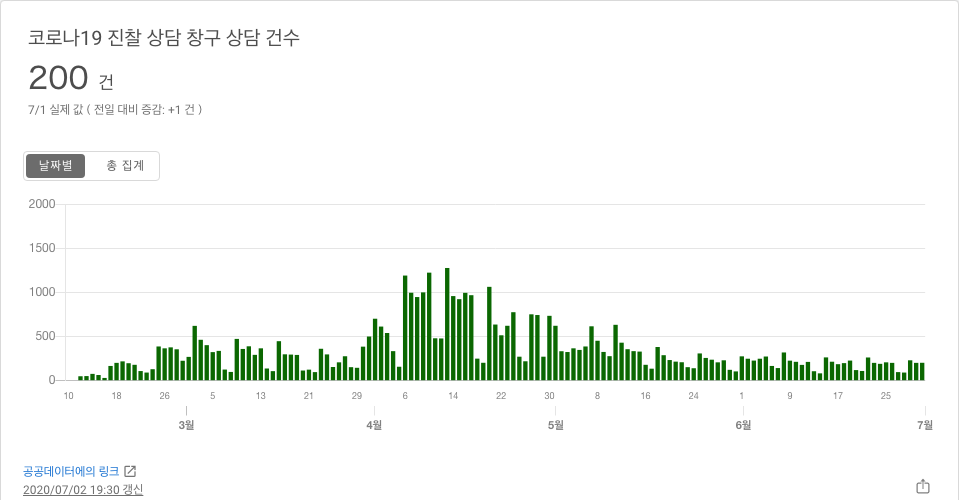 코로나19 진찰 상담 창구 상담 건수
200 건
7/1 실제 값 ( 전일 대비 증감: +1 건 )
날짜별 총 집계
2000
1500
1000
500
0
10 18 26 5 13 21 29 6 14 22 30 8 16 24 1 9 17 25
3월 4월 5월 6월 7월
공공데이터에의 링크
2020/07/02 19:30 갱신